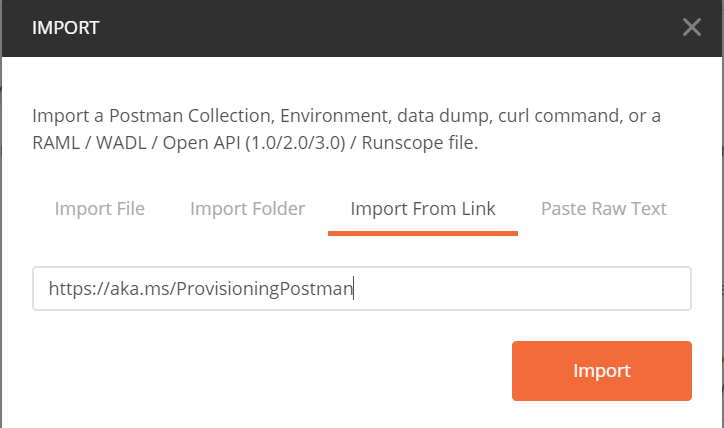 IMPORT
Import a Postman Collection, Environment, data dump, curl command, or a
RAML / WADL / Open API (1.0/2.0/3.0) / Runscope file.
Import File Import Folder Import From Link Paste Raw Text
https://aka.ms/ProvisioningPostman
Import